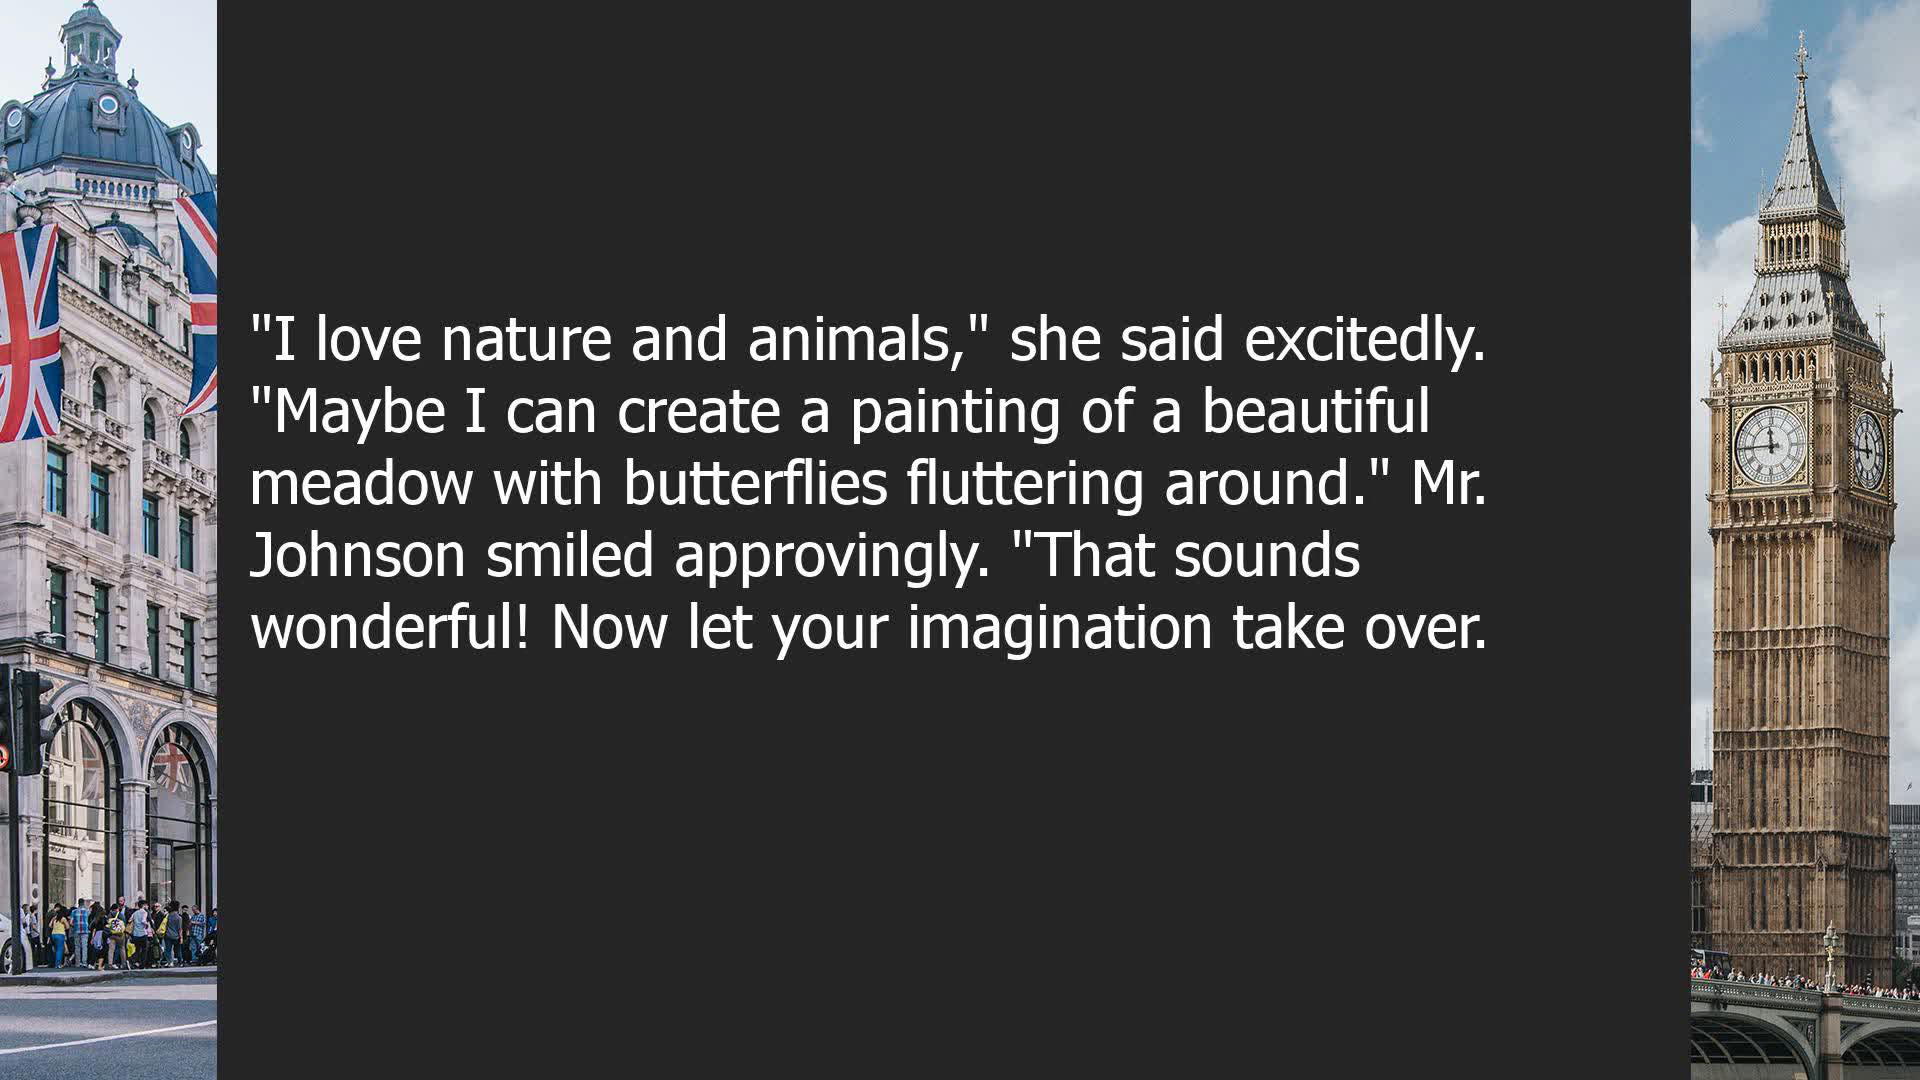 "I love nature and animals," she said excitedly.
"Maybe I can create a painting of a beautiful
meadow with butterflies fluttering around." Mr.
Johnson smiled approvingly. "That sounds
wonderful! Now let your imagination take over.